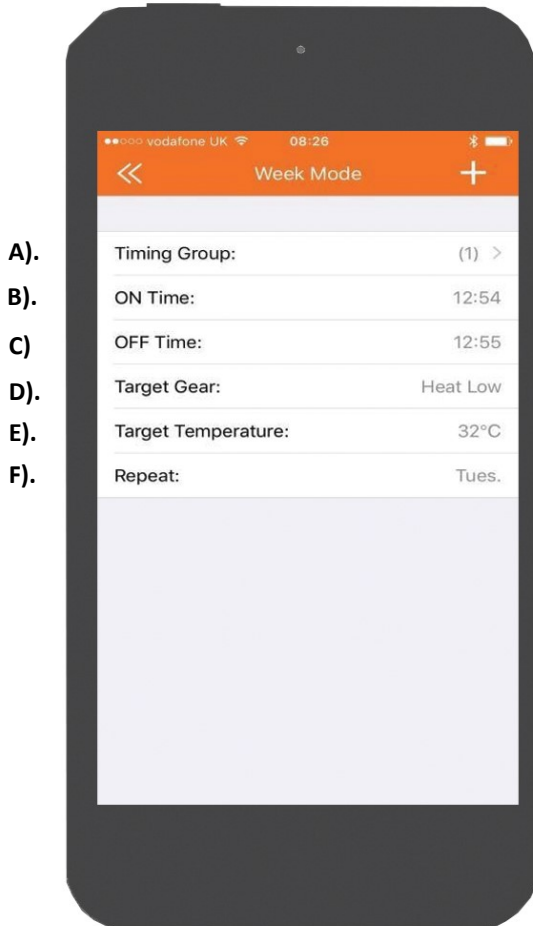 ●●○○○ vodafone UK 08:26
Week Mode +
A). Timing Group: (1) >
B). ON Time: 12:54
C) OFF Time: 12:55
D). Target Gear: Heat Low
E). Target Temperature: 32°C
F). Repeat: Tues.